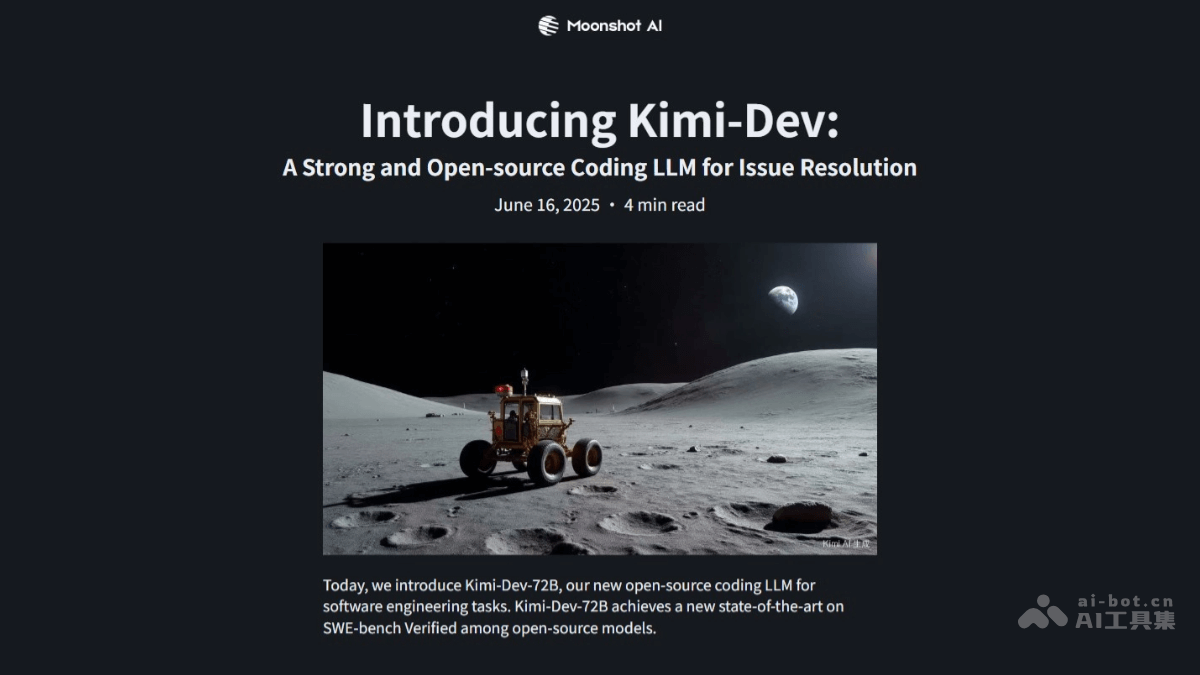 Moonshot AI
Introducing Kimi-Dev:
A Strong and Open-source Coding LLM for Issue Resolution
June 16, 2025 • 4 min read
Kimi AI 生成
Today, we introduce Kimi-Dev-72B, our new open-source coding LLM for
software engineering tasks. Kimi-Dev-72B achieves a new state-of-the-art on
SWE-bench Verified among open-source models.
ai-bot.cn
AI工具集